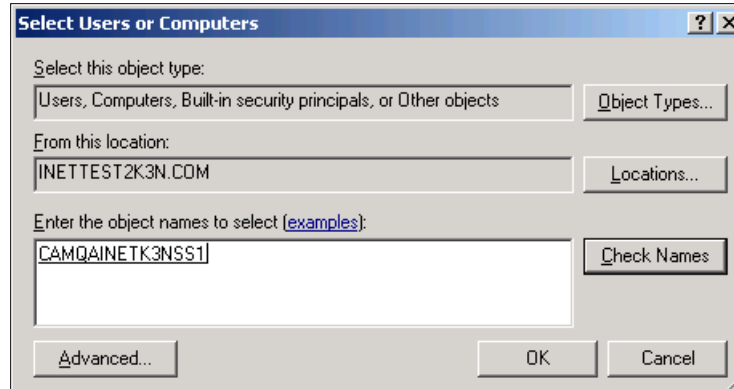 Select Users or Computers
Select this object type:
Users, Computers, Built-in security principals, or Other objects
Object Types...
From this location:
INETTEST2K3N.COM
Locations...
Enter the object names to select (examples):
CAMQAINETK3NSS1
Check Names
Advanced...
OK
Cancel